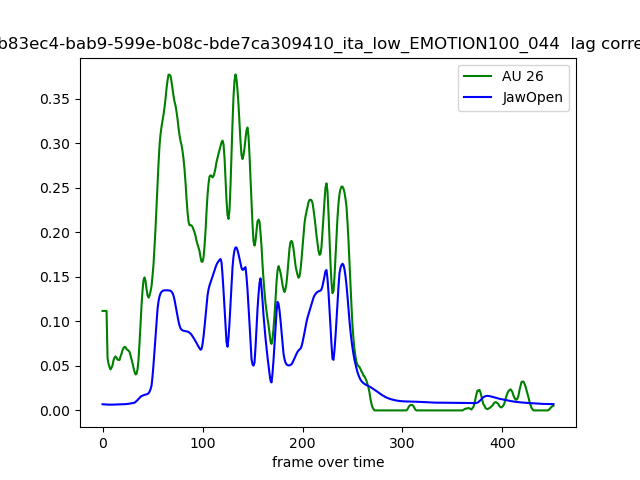 b83ec4-bab9-599e-b08c-bde7ca309410_ita_low_EMOTION100_044 lag corre
AU 26
JawOpen
0.35
0.30
0.25
0.20
0.15
0.10
0.05
0.00
0 100 200 300 400
frame over time